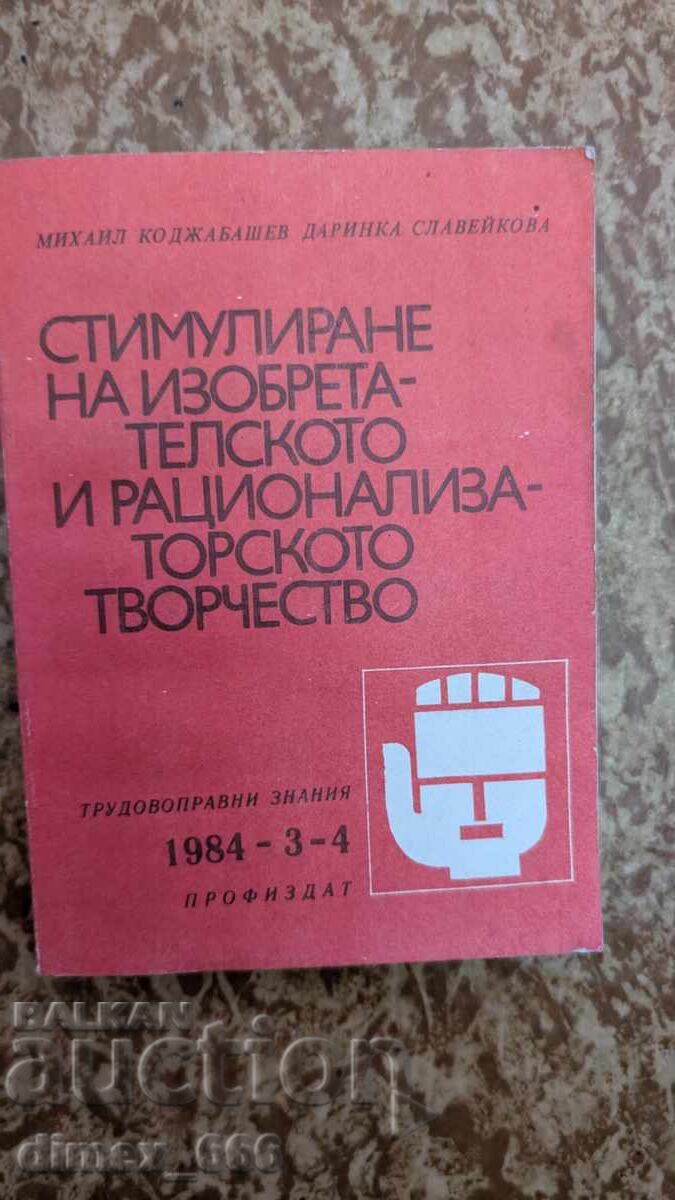 МИХАИЛ КОДЖАБАШЕВ ДАРИНКА СЛАВЕЙКОВА
СТИМУЛИРАНЕ
НА ИЗОБРЕТА-
ТЕЛСКОТО
И РАЦИОНАЛИЗА-
ТОРСКОТО
ТВОРЧЕСТВО
ТРУДОВОПРАВНИ ЗНАНИЯ
1984-3-4
ПРОФИЗДАТ
BALKAN
auction
dimex_666